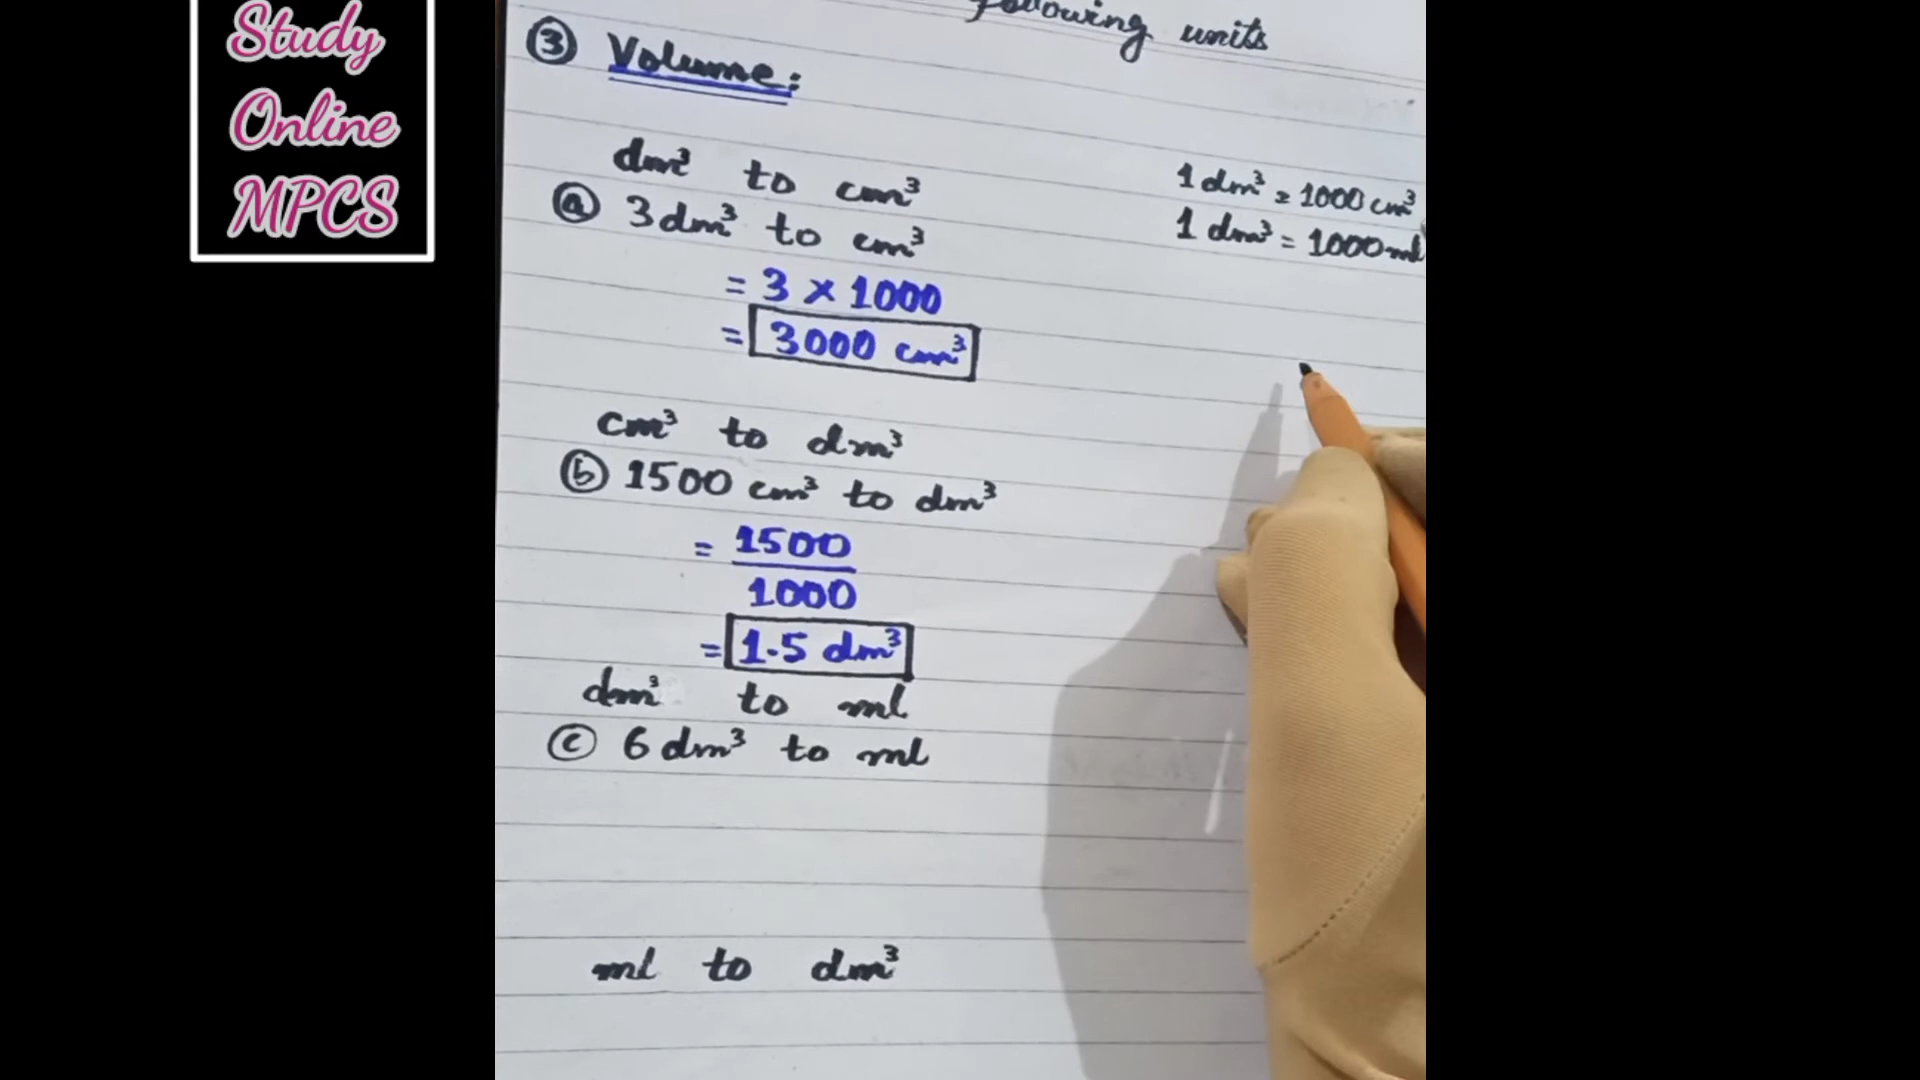 Study
Online
MPCS
following units
③ Volume:
dm³ to cm³
1 dm³ = 1000 cm³
ⓐ 3dm³ to cm³
1 dm³ = 1000 ml
= 3 × 1000
= 3000 cm³
cm³ to dm³
ⓑ 1500 cm³ to dm³
= 1500
1000
= 1.5 dm³
dm³ to ml
ⓒ 6 dm³ to ml
ml to dm³